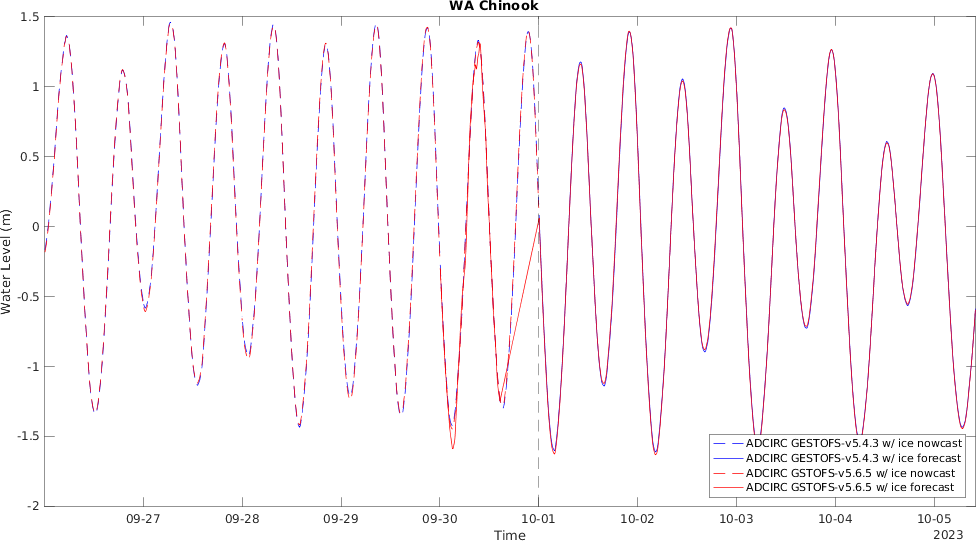 WA Chinook
1.5
1
0.5
0
-0.5
-1
-1.5
-2
Water Level (m)
09-27
09-28
09-29
09-30
10-01
10-02
10-03
10-04
10-05
2023
Time
ADCIRC GESTOFS-v5.4.3 w/ ice nowcast
ADCIRC GESTOFS-v5.4.3 w/ ice forecast
ADCIRC GSTOFS-v5.6.5 w/ ice nowcast
ADCIRC GSTOFS-v5.6.5 w/ ice forecast